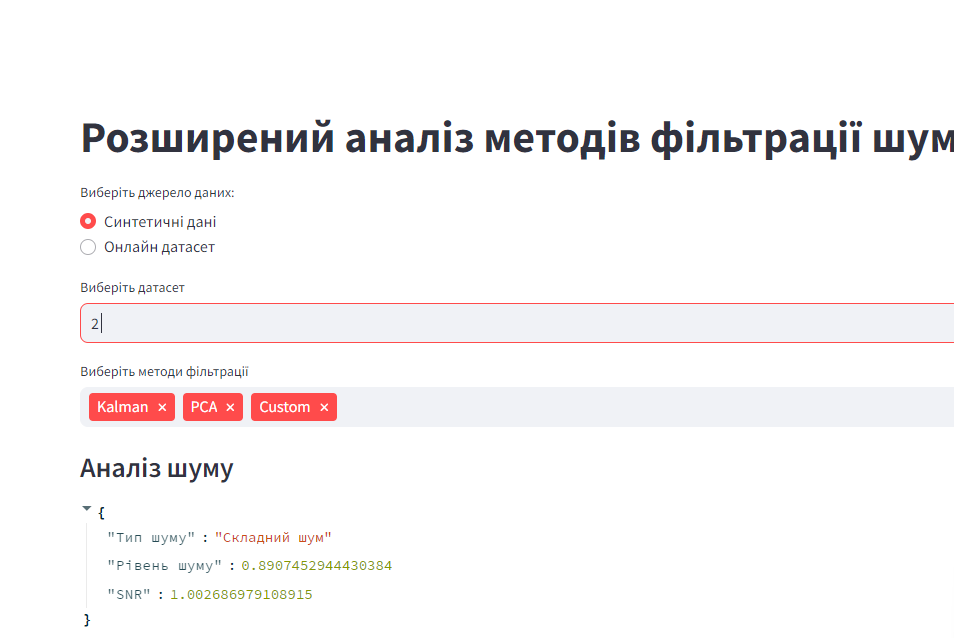 Розширений аналіз методів фільтрації шум
Виберіть джерело даних:
Синтетичні дані
Онлайн датасет
Виберіть датасет
2
Виберіть методи фільтрації
Kalman × PCA × Custom ×
Аналіз шуму
{
"Тип шуму" : "Складний шум"
"Рівень шуму" : 0.8907452944430384
"SNR" : 1.002686979108915
}